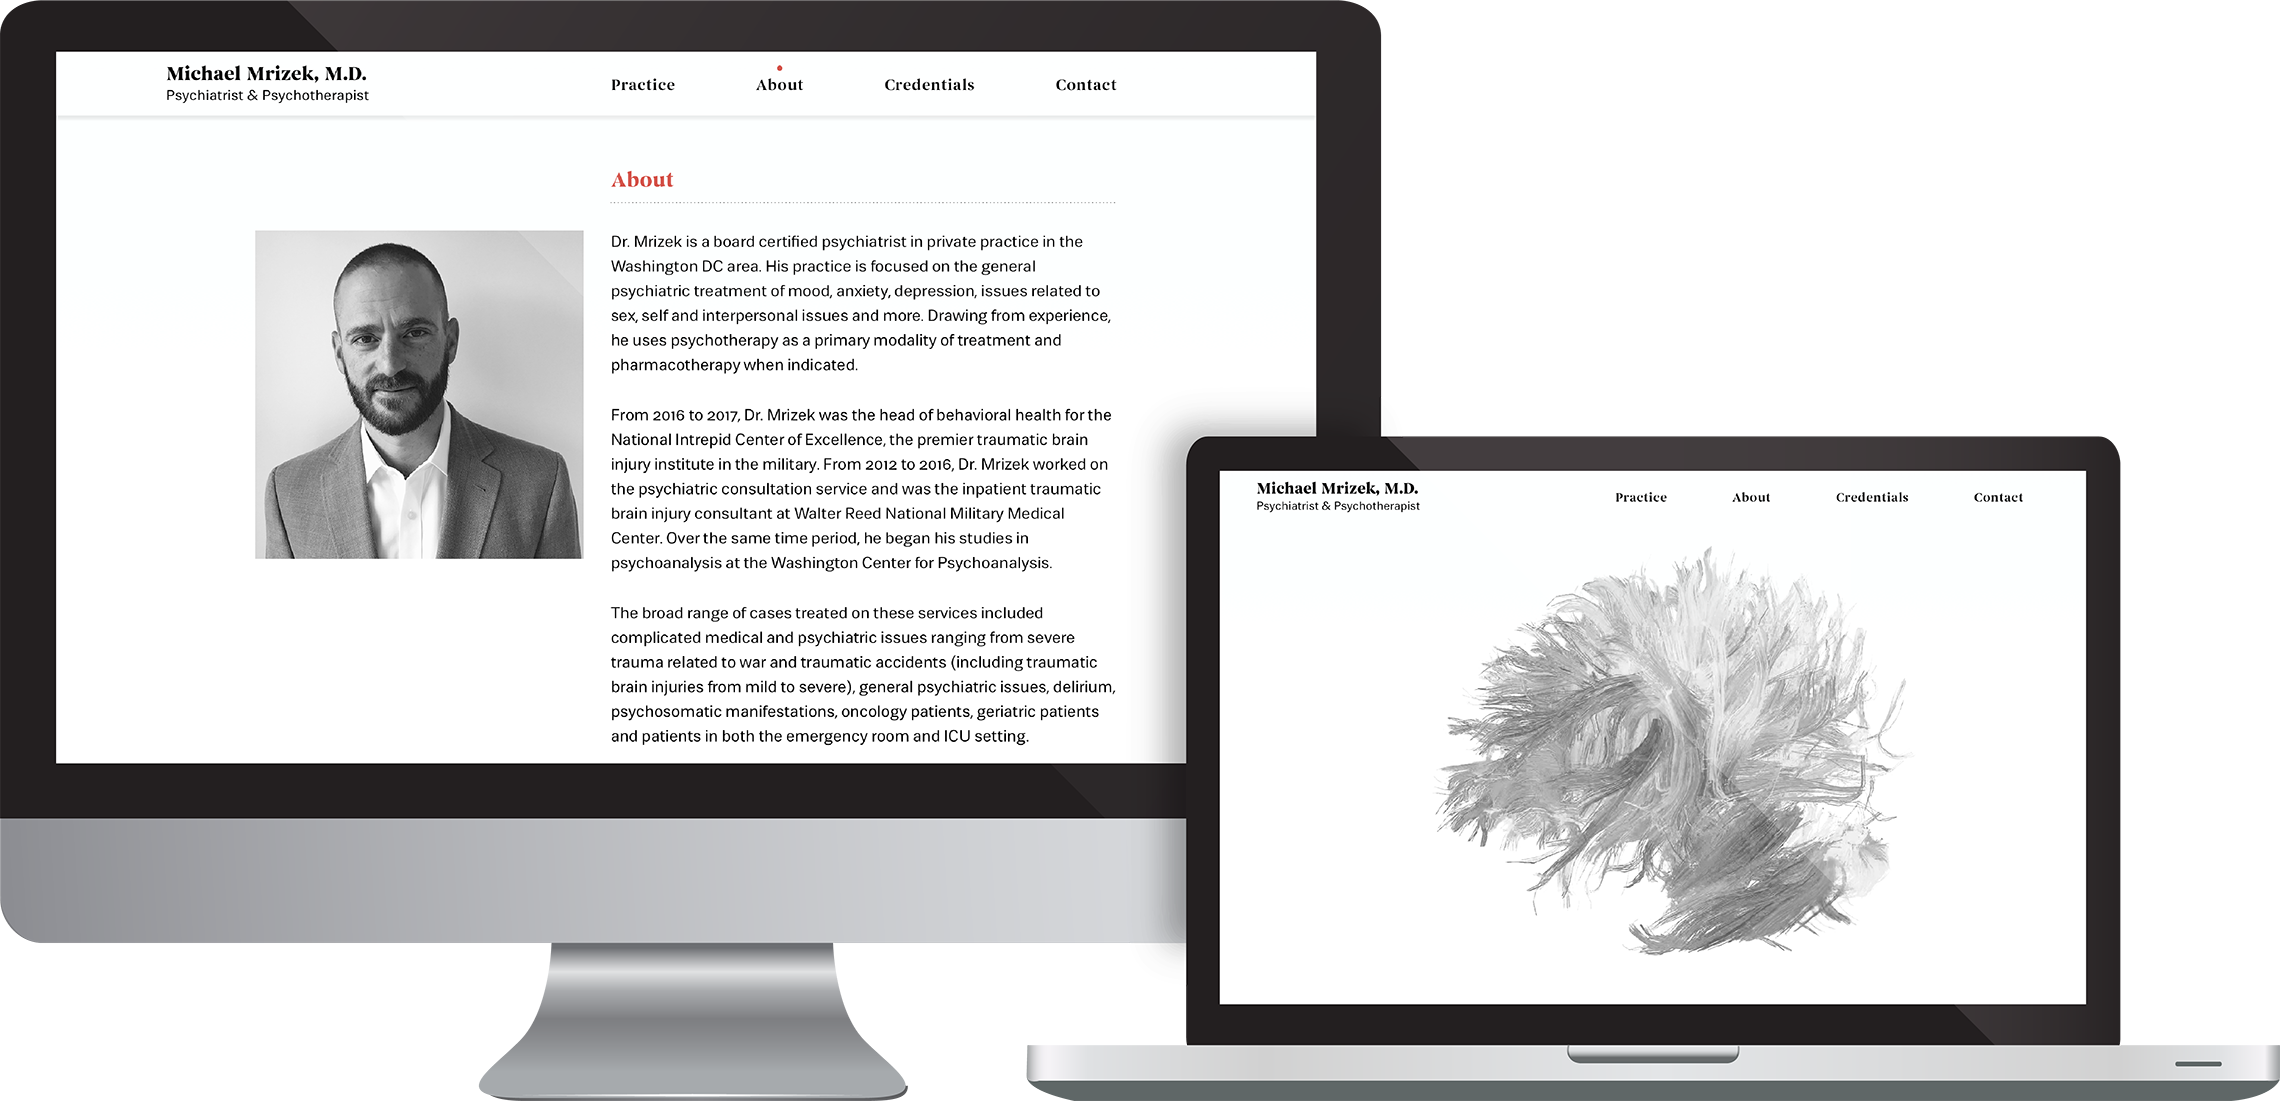 Michael Mrizek, M.D.
Psychiatrist & Psychotherapist
Practice About Credentials Contact
About
Dr. Mrizek is a board certified psychiatrist in private practice in the
Washington DC area. His practice is focused on the general
psychiatric treatment of mood, anxiety, depression, issues related to
sex, self and interpersonal issues and more. Drawing from experience,
he uses psychotherapy as a primary modality of treatment and
pharmacotherapy when indicated.
From 2016 to 2017, Dr. Mrizek was the head of behavioral health for the
National Intrepid Center of Excellence, the premier traumatic brain
injury institute in the military. From 2012 to 2016, Dr. Mrizek worked on
the psychiatric consultation service and was the inpatient traumatic
brain injury consultant at Walter Reed National Military Medical
Center. Over the same time period, he began his studies in
psychoanalysis at the Washington Center for Psychoanalysis.
The broad range of cases treated on these services included
complicated medical and psychiatric issues ranging from severe
trauma related to war and traumatic accidents (including traumatic
brain injuries from mild to severe), general psychiatric issues, delirium,
psychosomatic manifestations, oncology patients, geriatric patients
and patients in both the emergency room and ICU setting.
Michael Mrizek, M.D.
Psychiatrist & Psychotherapist
Practice About Credentials Contact